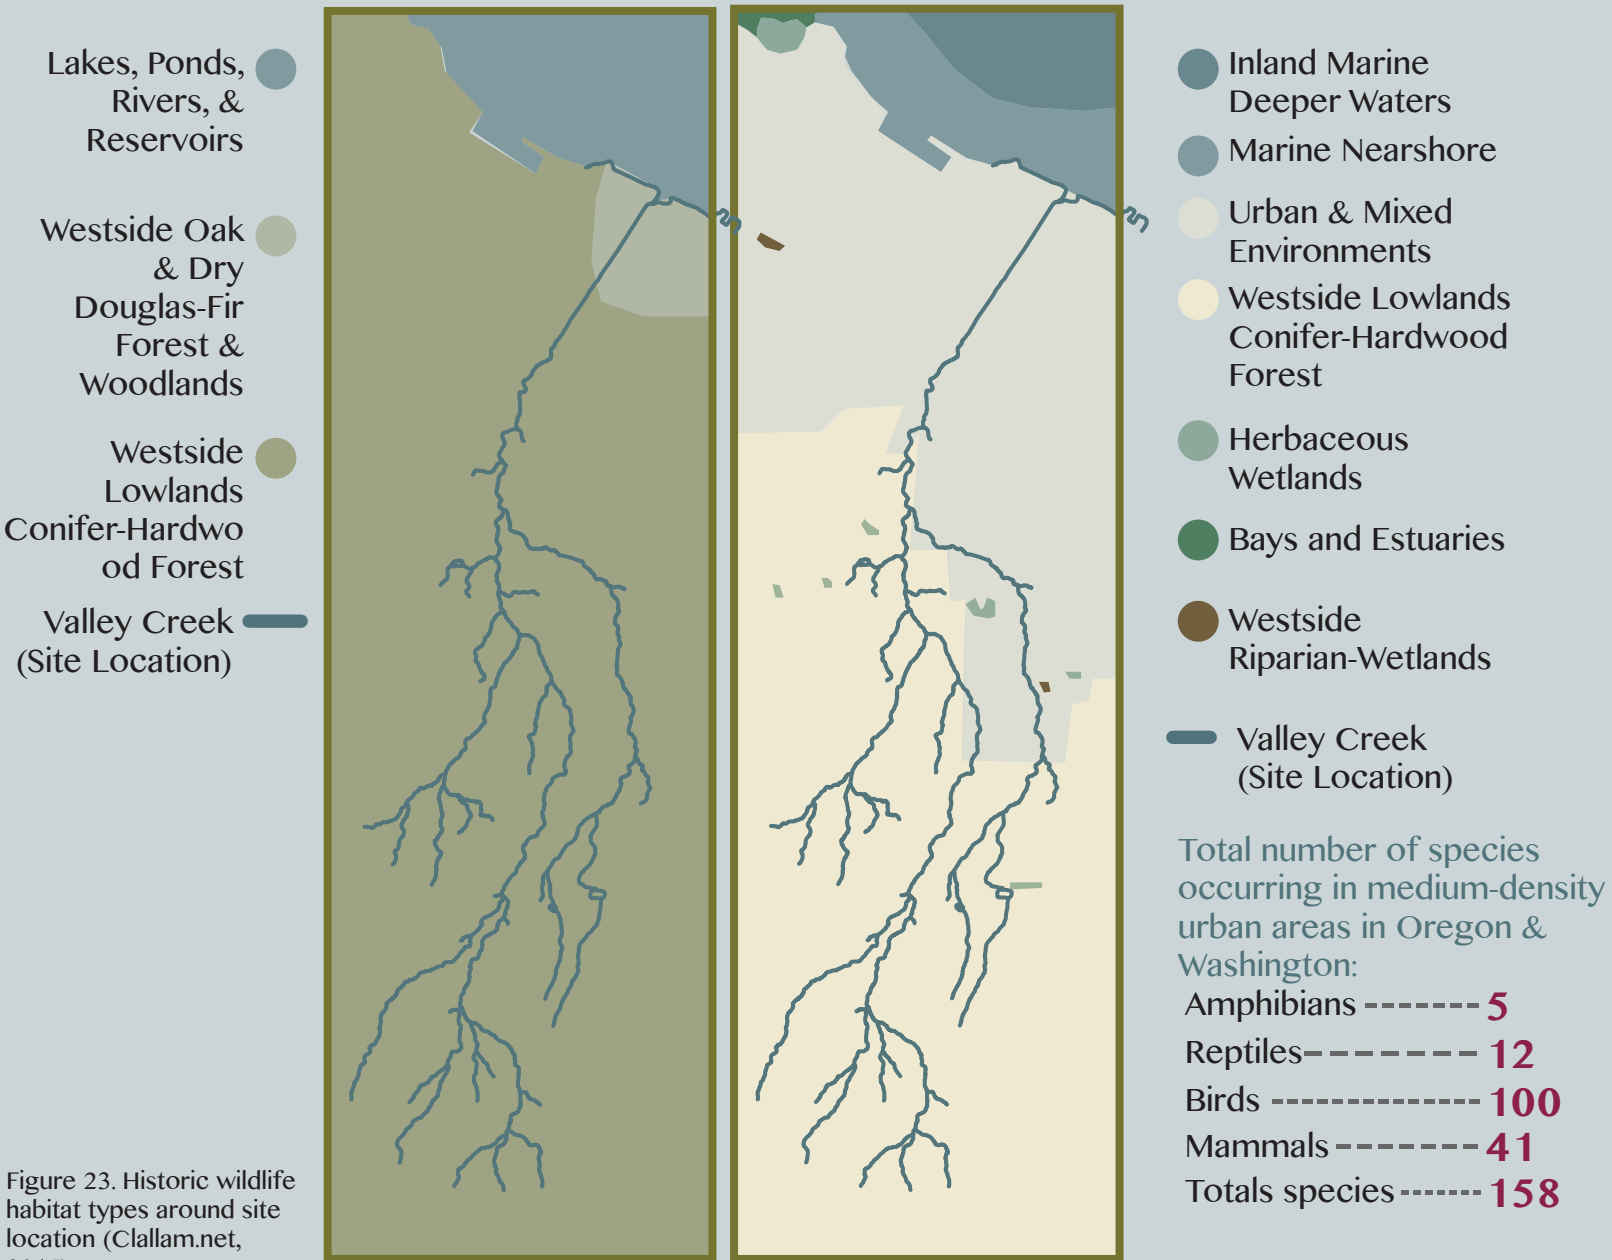 Lakes, Ponds,
Rivers, &
Reservoirs
Westside Oak
& Dry
Douglas-Fir
Forest &
Woodlands
Westside
Lowlands
Conifer-Hardwo
od Forest
Valley Creek
(Site Location)
Figure 23. Historic wildlife
habitat types around site
location (Clallam.net,
Inland Marine
Deeper Waters
Marine Nearshore
Urban & Mixed
Environments
Westside Lowlands
Conifer-Hardwood
Forest
Herbaceous
Wetlands
Bays and Estuaries
Westside
Riparian-Wetlands
Valley Creek
(Site Location)
Total number of species
occurring in medium-density
urban areas in Oregon &
Washington:
Amphibians ------- 5
Reptiles ------- 12
Birds ------- 100
Mammals ------- 41
Totals species ------- 158